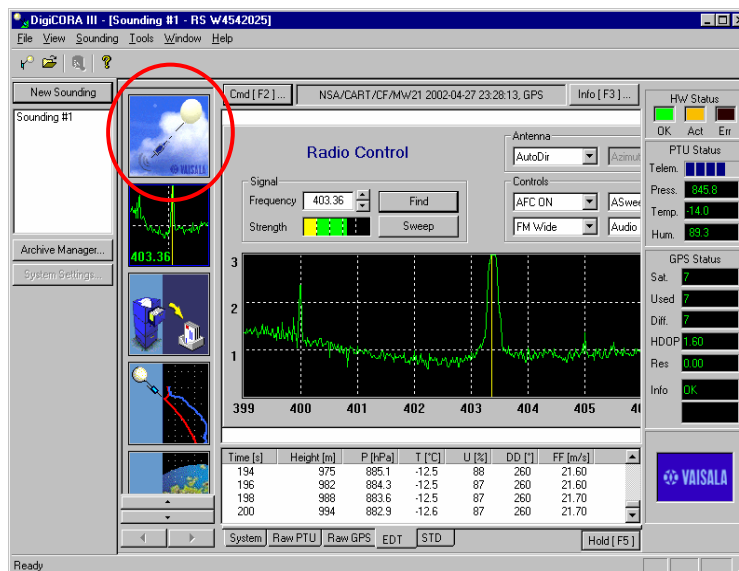 DigiCORA III - [Sounding #1 - RS W4542025]
File View Sounding Tools Window Help
New Sounding
Sounding #1
Archive Manager...
System Settings...
VAISALA
403.36
Cmd [ F2 ] ...
NSA/CART/CF/MW21 2002-04-27 23:28:13, GPS
Info [ F3 ] ...
Radio Control
Antenna
AutoDir
Azimut
Signal
Frequency 403.36 Find
Strength Sweep
Controls
AFC ON ASwee
FM Wide Audio
3
2
1
399 400 401 402 403 404 405 40
Time [s] Height [m] P [hPa] T [°C] U [%] DD [°] FF [m/s]
194 975 885.1 -12.5 88 260 21.60
196 982 884.3 -12.5 87 260 21.60
198 988 883.6 -12.5 87 260 21.70
200 994 882.9 -12.6 87 260 21.70
System Raw PTU Raw GPS EDT STD
Hold [ F5 ]
HW Status
OK Act Err
PTU Status
Telem.
Press. 845.8
Temp. -14.0
Hum. 89.3
GPS Status
Sat. 7
Used 7
Diff. 7
HDOP 1.60
Res 0.00
Info OK
VAISALA
Ready